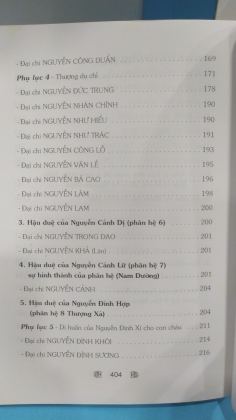 - Đại chi NGUYỄN CÔNG DUẨN 169
Phụ lục 4 - Thượng du chí 171
- Đại chi NGUYỄN ĐỨC TRUNG 178
- Đại chi NGUYỄN NHÂN CHÍNH 190
- Đại chi NGUYỄN NHƯ HIẾU 190
- Đại chi NGUYỄN NHƯ TRÁC 191
- Đại chi NGUYỄN CÔNG LỖ 193
- Đại chi NGUYỄN VĂN LỄ 195
- Đại chi NGUYỄN BÁ CAO 196
- Đại chi NGUYỄN LÂM 198
- Đại chi NGUYỄN LAM 200
3. Hậu duệ của Nguyễn Cảnh Dị (phân hệ 6) 200
- Đại chi NGUYỄN TRỌNG ĐẠO 201
- Đại chi NGUYỄN KHẢ (Lân) 201
4. Hậu duệ của Nguyễn Cảnh Lữ (phân hệ 7)
sự hình thành của phân hệ (Nam Đường) 201
- Đại chi NGUYỄN CẢNH 204
5. Hậu duệ của Nguyễn Đình Hợp
(phân hệ 8 Thượng Xá) 204
Phụ lục 5 - Di huấn của Nguyễn Đình Xí cho con cháu 211
- Đại chi NGUYỄN ĐÌNH KHÔI 214
- Đại chi NGUYỄN ĐÌNH SƯƠNG 216
404